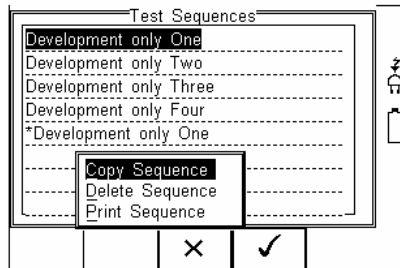 Test Sequences
Development only One
Development only Two
Development only Three
Development only Four
*Development only One
Copy Sequence
Delete Sequence
Print Sequence